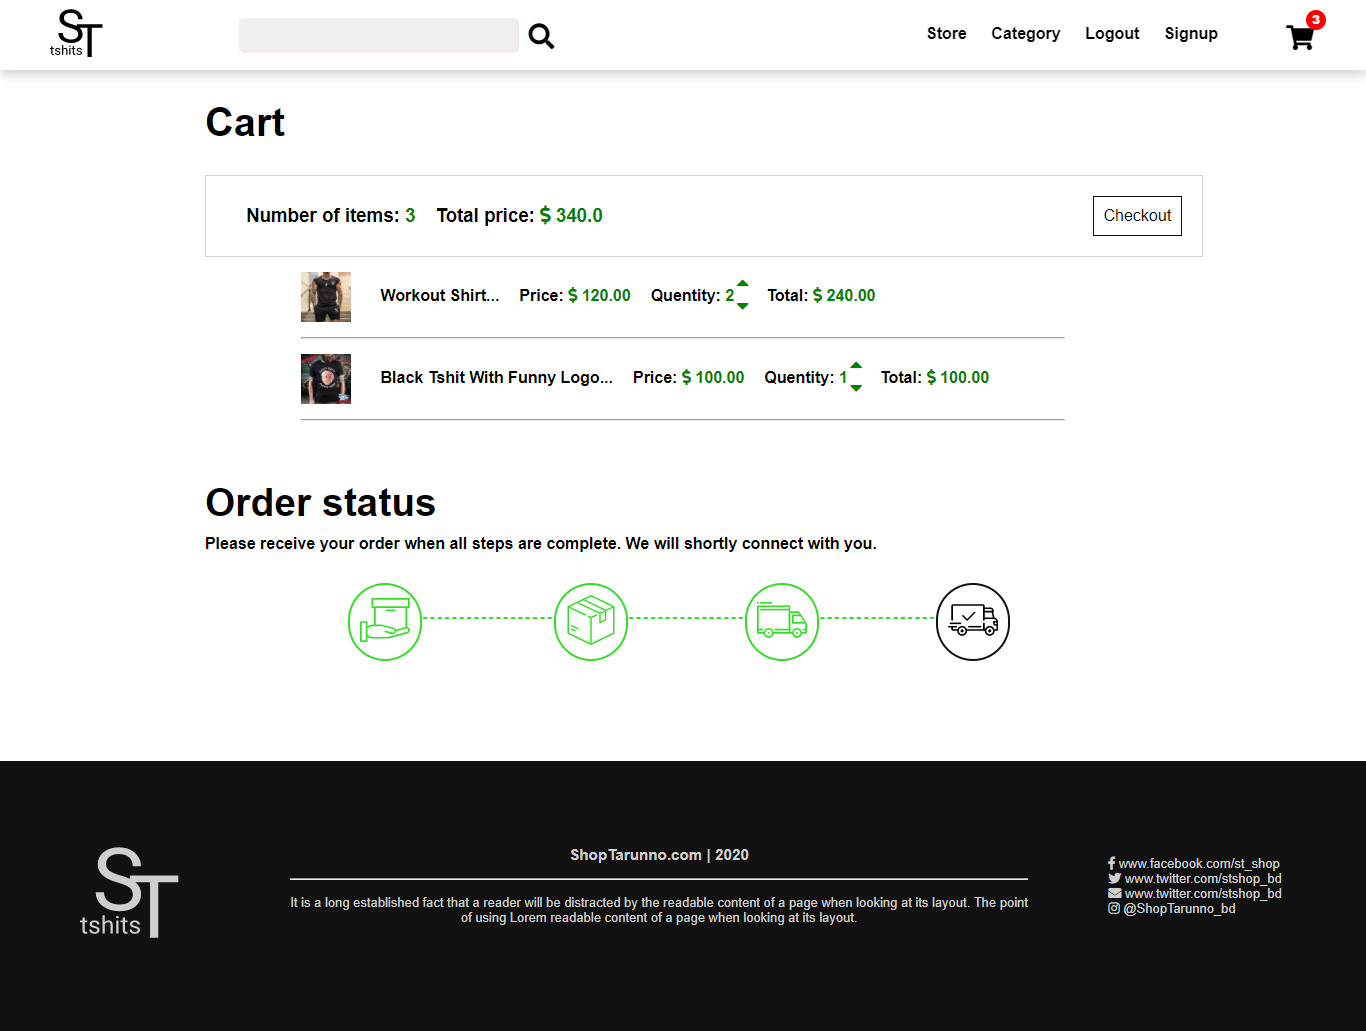 ST
tshits
Store Category Logout Signup
3
Cart
Number of items: 3 Total price: $ 340.0
Checkout
Workout Shirt... Price: $ 120.00 Quentity: 2 Total: $ 240.00
Black Tshit With Funny Logo... Price: $ 100.00 Quentity: 1 Total: $ 100.00
Order status
Please receive your order when all steps are complete. We will shortly connect with you.
ST
tshits
ShopTarunno.com | 2020
It is a long established fact that a reader will be distracted by the readable content of a page when looking at its layout. The point
of using Lorem readable content of a page when looking at its layout.
www.facebook.com/st_shop
www.twitter.com/stshop_bd
www.twitter.com/stshop_bd
@ShopTarunno_bd